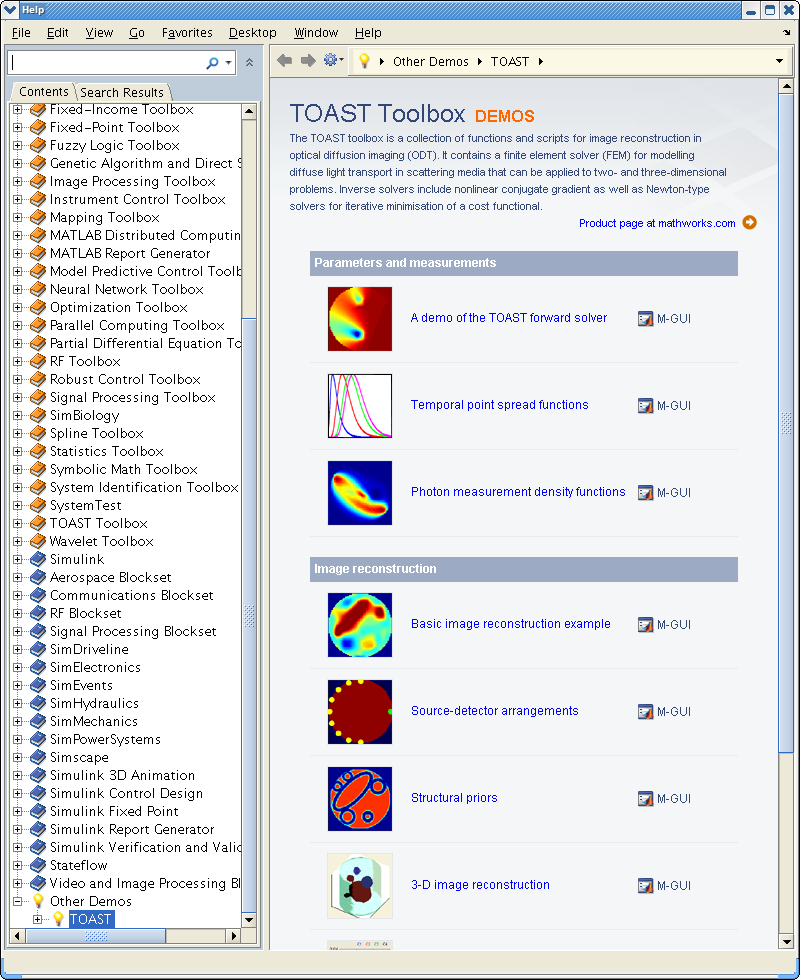 Help
File Edit View Go Favorites Desktop Window Help
Other Demos TOAST
Contents Search Results
Fixed-Income Toolbox
Fixed-Point Toolbox
Fuzzy Logic Toolbox
Genetic Algorithm and Direct S
Image Processing Toolbox
Instrument Control Toolbox
Mapping Toolbox
MATLAB Distributed Computin
MATLAB Report Generator
Model Predictive Control Toolb
Neural Network Toolbox
Optimization Toolbox
Parallel Computing Toolbox
Partial Differential Equation To
RF Toolbox
Robust Control Toolbox
Signal Processing Toolbox
SimBiology
Spline Toolbox
Statistics Toolbox
Symbolic Math Toolbox
System Identification Toolbox
SystemTest
TOAST Toolbox
Wavelet Toolbox
Simulink
Aerospace Blockset
Communications Blockset
RF Blockset
Signal Processing Blockset
SimDriveline
SimElectronics
SimEvents
SimHydraulics
SimMechanics
SimPowerSystems
Simscape
Simulink 3D Animation
Simulink Control Design
Simulink Fixed Point
Simulink Report Generator
Simulink Verification and Valid
Stateflow
Video and Image Processing Bl
Other Demos
TOAST
TOAST Toolbox DEMOS
The TOAST toolbox is a collection of functions and scripts for image reconstruction in
optical diffusion imaging (ODT). It contains a finite element solver (FEM) for modelling
diffuse light transport in scattering media that can be applied to two- and three-dimensional
problems. Inverse solvers include nonlinear conjugate gradient as well as Newton-type
solvers for iterative minimisation of a cost functional.
Product page at mathworks.com
Parameters and measurements
A demo of the TOAST forward solver M-GUI
Temporal point spread functions M-GUI
Photon measurement density functions M-GUI
Image reconstruction
Basic image reconstruction example M-GUI
Source-detector arrangements M-GUI
Structural priors M-GUI
3-D image reconstruction M-GUI